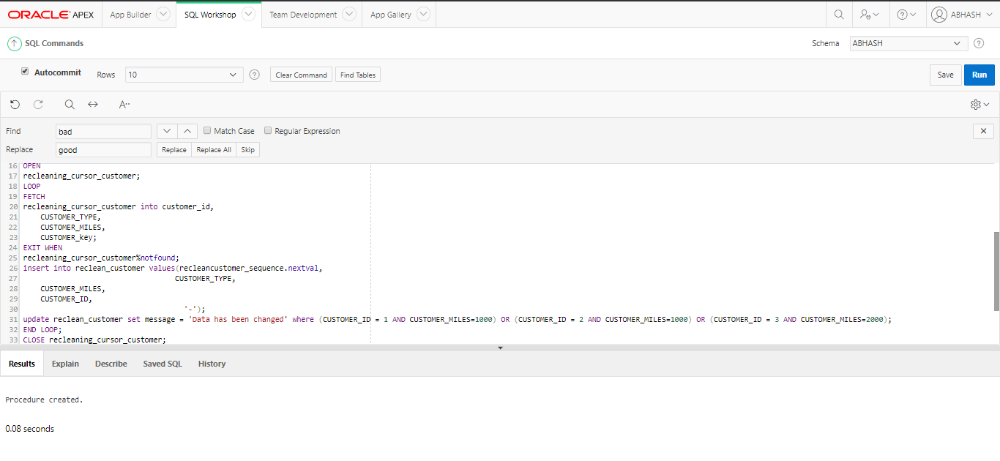 ORACLE APEX App Builder SQL Workshop Team Development App Gallery ABHASH
SQL Commands Schema ABHASH
Autocommit Rows 10 Clear Command Find Tables Save Run
Find bad Match Case Regular Expression
Replace good Replace Replace All Skip
16 OPEN
17 recleaning_cursor_customer;
18 LOOP
19 FETCH
20 recleaning_cursor_customer into customer_id,
21 CUSTOMER_TYPE,
22 CUSTOMER_MILES,
23 CUSTOMER_key;
24 EXIT WHEN
25 recleaning_cursor_customer%notfound;
26 insert into reclean_customer values(recleancustomer_sequence.nextval,
27 CUSTOMER_TYPE,
28 CUSTOMER_MILES,
29 CUSTOMER_ID,
30 '-');
31 update reclean_customer set message = 'Data has been changed' where (CUSTOMER_ID = 1 AND CUSTOMER_MILES=1000) OR (CUSTOMER_ID = 2 AND CUSTOMER_MILES=1000) OR (CUSTOMER_ID = 3 AND CUSTOMER_MILES=2000);
32 END LOOP;
33 CLOSE recleaning_cursor_customer;
Results Explain Describe Saved SQL History
Procedure created.
0.08 seconds